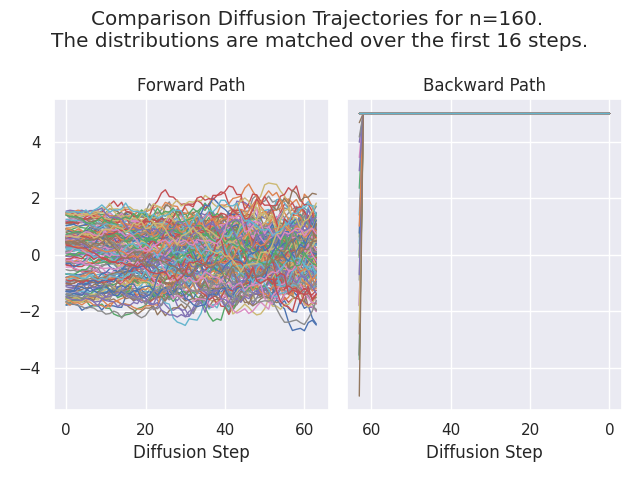 Comparison Diffusion Trajectories for n=160.
The distributions are matched over the first 16 steps.
Forward Path
Backward Path
4
2
0
−2
−4
0 20 40 60
60 40 20 0
Diffusion Step
Diffusion Step